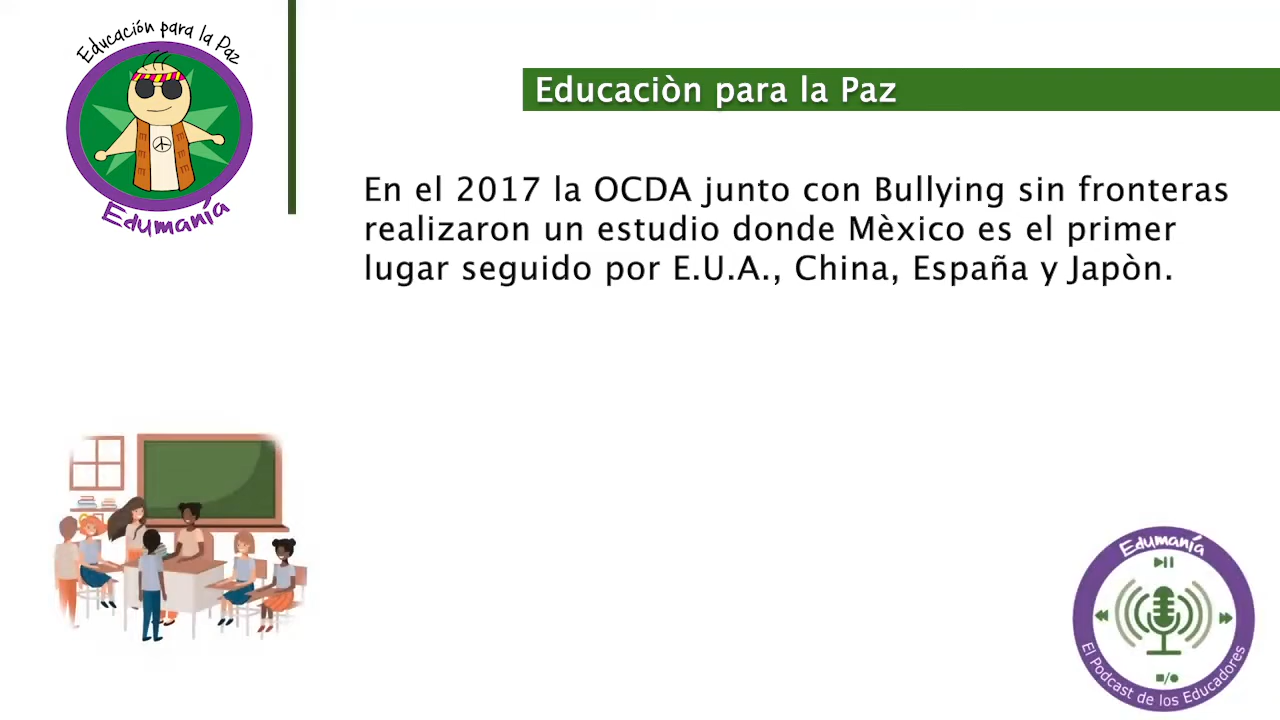 Educación para la Paz
Edumanía
Educaciòn para la Paz
En el 2017 la OCDA junto con Bullying sin fronteras
realizaron un estudio donde Mèxico es el primer
lugar seguido por E.U.A., China, España y Japòn.
Edumanía
El Podcast de los Educadores